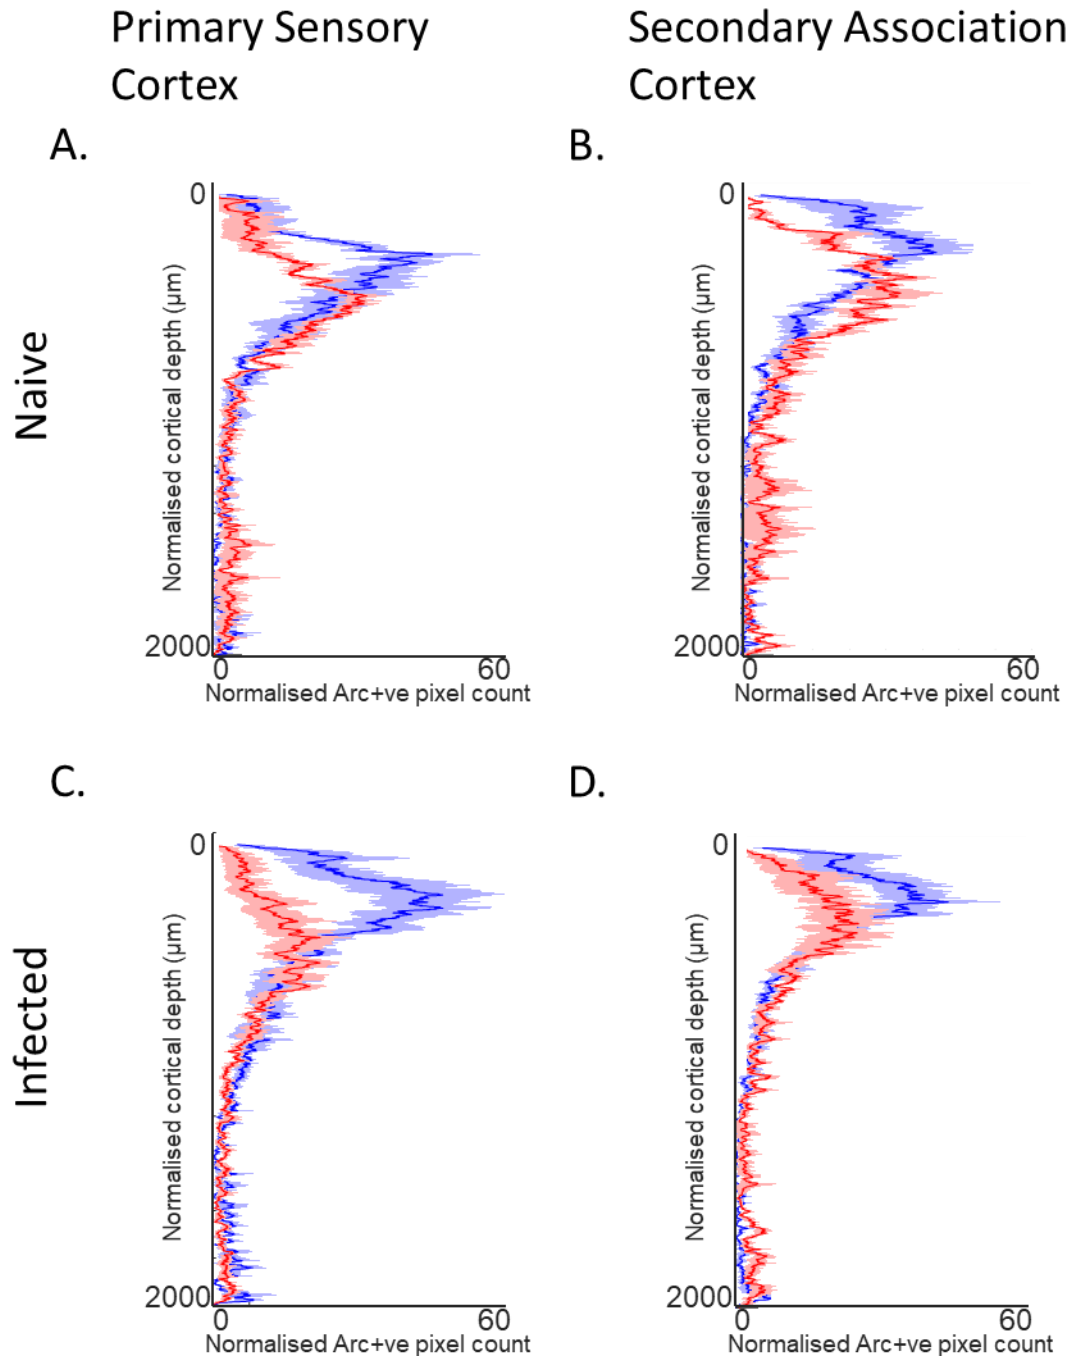 Primary Sensory
Cortex
Secondary Association
Cortex
A.
B.
Naive
0
Normalised cortical depth (µm)
2000
0
60
Normalised Arc+ve pixel count
0
Normalised cortical depth (µm)
2000
0
60
Normalised Arc+ve pixel count
C.
D.
Infected
0
Normalised cortical depth (µm)
2000
0
60
Normalised Arc+ve pixel count
0
Normalised cortical depth (µm)
2000
0
60
Normalised Arc+ve pixel count